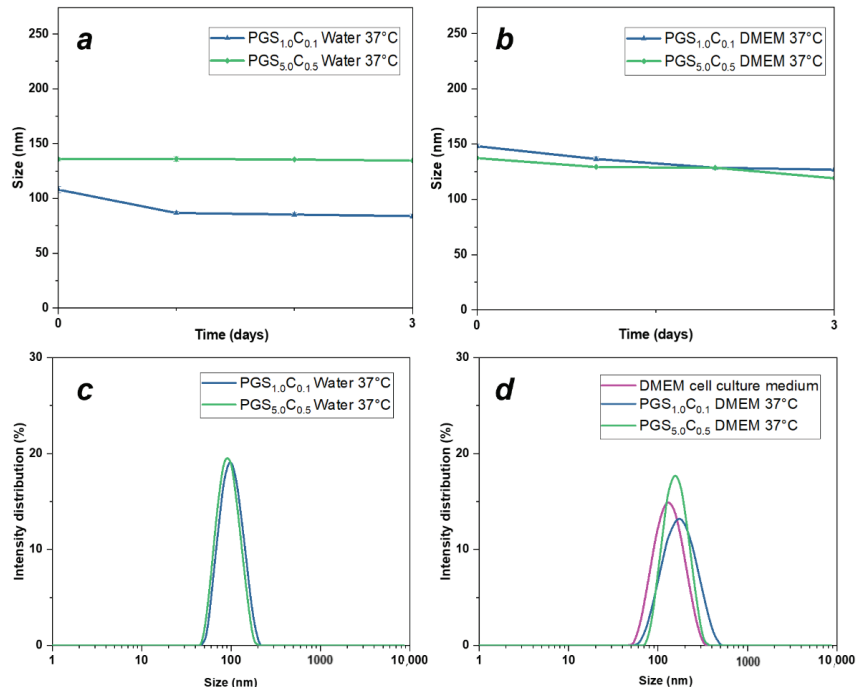 a
PGS₁.₀C₀.₁ Water 37°C
PGS₅.₀C₀.₅ Water 37°C
250
200
150
100
50
0
Size (nm)
0
3
Time (days)
b
PGS₁.₀C₀.₁ DMEM 37°C
PGS₅.₀C₀.₅ DMEM 37°C
250
200
150
100
50
0
Size (nm)
0
3
Time (days)
c
PGS₁.₀C₀.₁ Water 37°C
PGS₅.₀C₀.₅ Water 37°C
30
20
10
0
Intensity distribution (%)
1
10
100
1000
10,000
Size (nm)
d
DMEM cell culture medium
PGS₁.₀C₀.₁ DMEM 37°C
PGS₅.₀C₀.₅ DMEM 37°C
30
20
10
0
Intensity distribution (%)
1
10
100
1000
10,000
Size (nm)